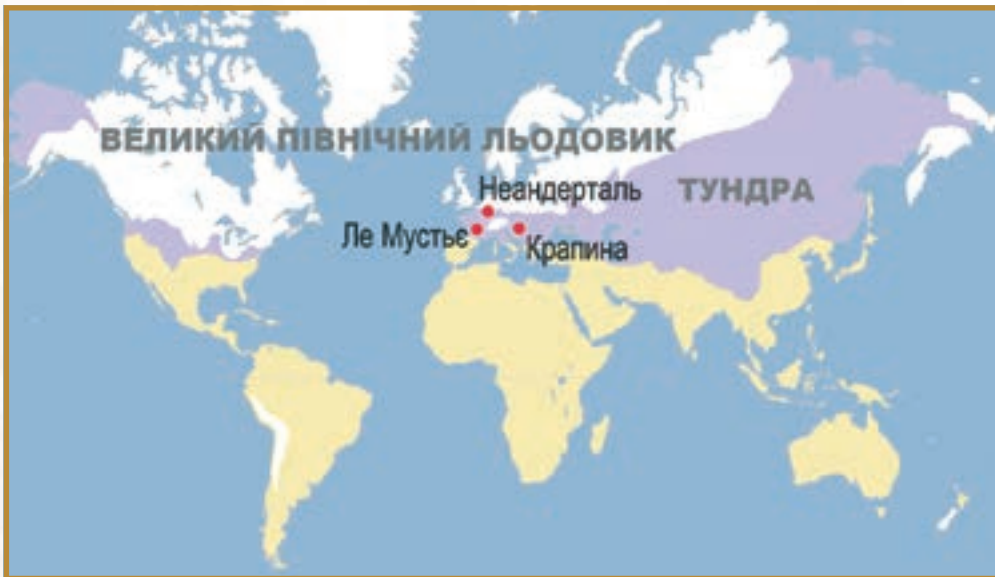 ВЕЛИКИЙ ПІВНІЧНИЙ ЛЬОДОВИК
Неандерталь
ТУНДРА
Ле Мустьє
Крапина